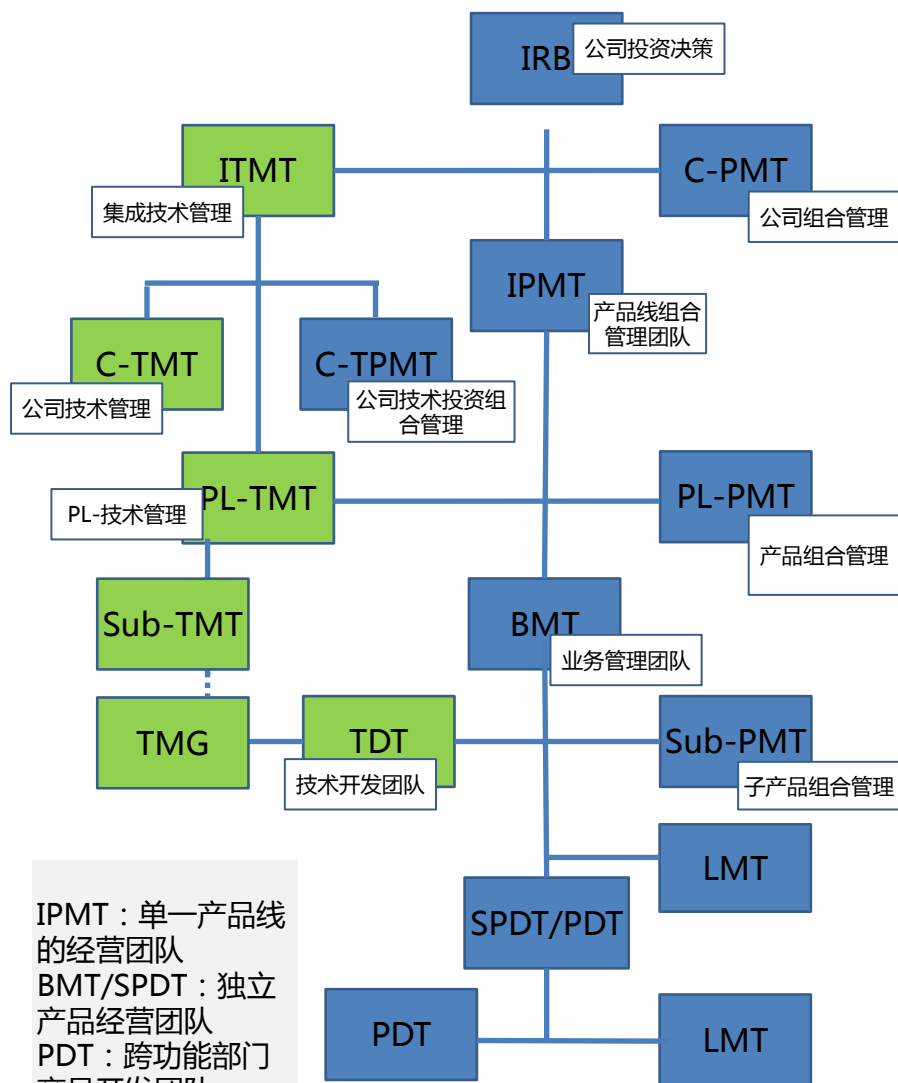 IRB
公司投资决策
ITMT
集成技术管理
C-PMT
公司组合管理
IPMT
产品线组合
管理团队
C-TMT
公司技术管理
C-TPMT
公司技术投资组
合管理
PL-TMT
PL-技术管理
PL-PMT
产品组合管理
Sub-TMT
BMT
业务管理团队
TMG
TDT
技术开发团队
Sub-PMT
子产品组合管理
LMT
SPDT/PDT
PDT
LMT
IPMT：单一产品线
的经营团队
BMT/SPDT：独立
产品经营团队
PDT：跨功能部门
产品开发团队